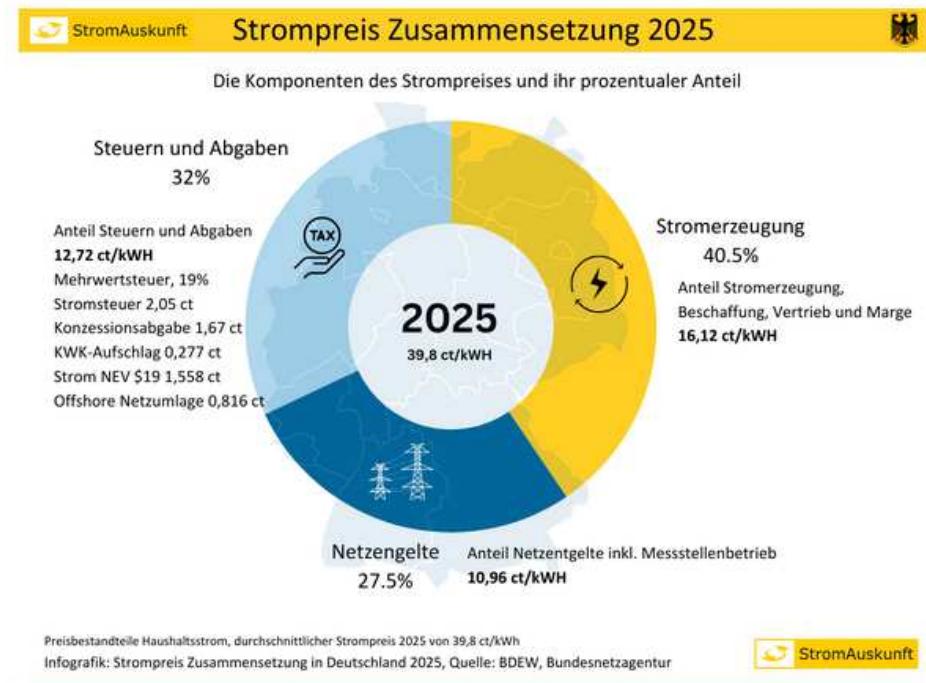 StromAuskunft
Strompreis Zusammensetzung 2025
Die Komponenten des Strompreises und ihr prozentualer Anteil
Steuern und Abgaben
32%
Anteil Steuern und Abgaben
12,72 ct/kWH
Mehrwertsteuer, 19%
Stromsteuer 2,05 ct
Konzessionsabgabe 1,67 ct
KWK-Aufschlag 0,277 ct
Strom NEV $19 1,558 ct
Offshore Netzumlage 0,816 ct
TAX
2025
39,8 ct/kWH
Stromerzeugung
40.5%
Anteil Stromerzeugung,
Beschaffung, Vertrieb und Marge
16,12 ct/kWH
Netzengelte
27.5%
Anteil Netzentgelte inkl. Messstellenbetrieb
10,96 ct/kWH
Preisbestandteile Haushaltsstrom, durchschnittlicher Strompreis 2025 von 39,8 ct/kWh
Infografik: Strompreis Zusammensetzung in Deutschland 2025, Quelle: BDEW, Bundesnetzagentur
StromAuskunft